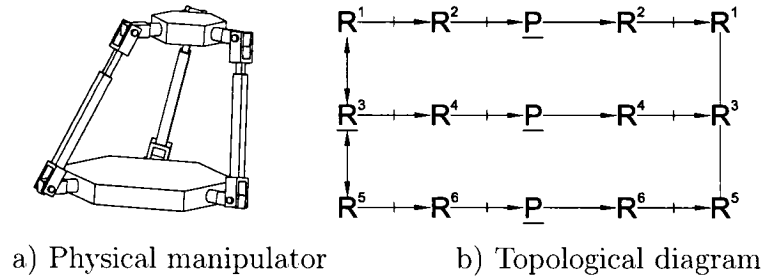 R¹ R² P R² R¹
R³ R⁴ P R⁴ R³
R⁵ R⁶ P R⁶ R⁵
a) Physical manipulator b) Topological diagram